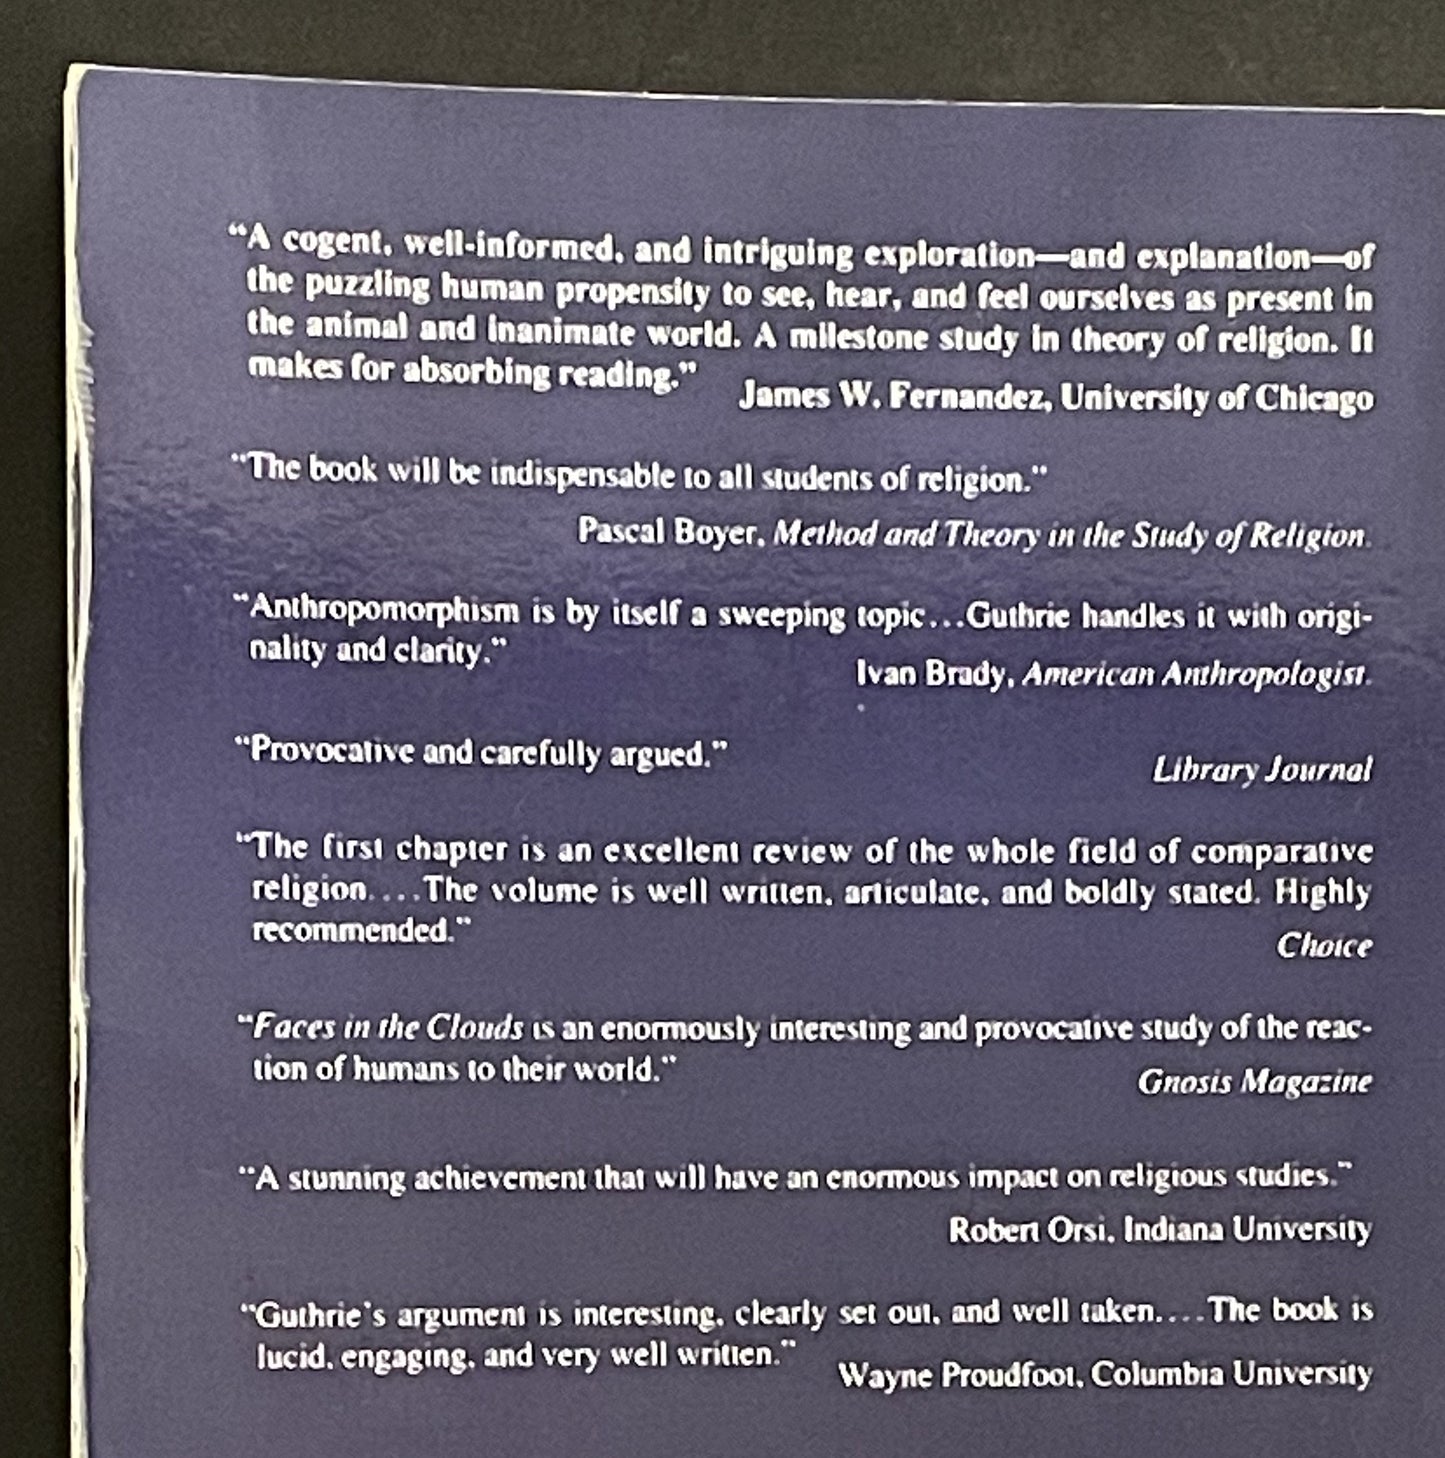 “A cogent, well-informed, and intriguing exploration—and explanation—of
the puzzling human propensity to see, hear, and feel ourselves as present in
the animal and inanimate world. A milestone study in theory of religion. It
makes for absorbing reading.”
James W. Fernandez, University of Chicago
“The book will be indispensable to all students of religion.”
Pascal Boyer, Method and Theory in the Study of Religion.
“Anthropomorphism is by itself a sweeping topic...Guthrie handles it with origi-
nality and clarity.”
Ivan Brady, American Anthropologist.
“Provocative and carefully argued.”
Library Journal
“The first chapter is an excellent review of the whole field of comparative
religion....The volume is well written, articulate, and boldly stated. Highly
recommended.”
Choice
“Faces in the Clouds is an enormously interesting and provocative study of the reac-
tion of humans to their world.”
Gnosis Magazine
“A stunning achievement that will have an enormous impact on religious studies.”
Robert Orsi, Indiana University
“Guthrie’s argument is interesting, clearly set out, and well taken....The book is
lucid, engaging, and very well written.”
Wayne Proudfoot, Columbia University